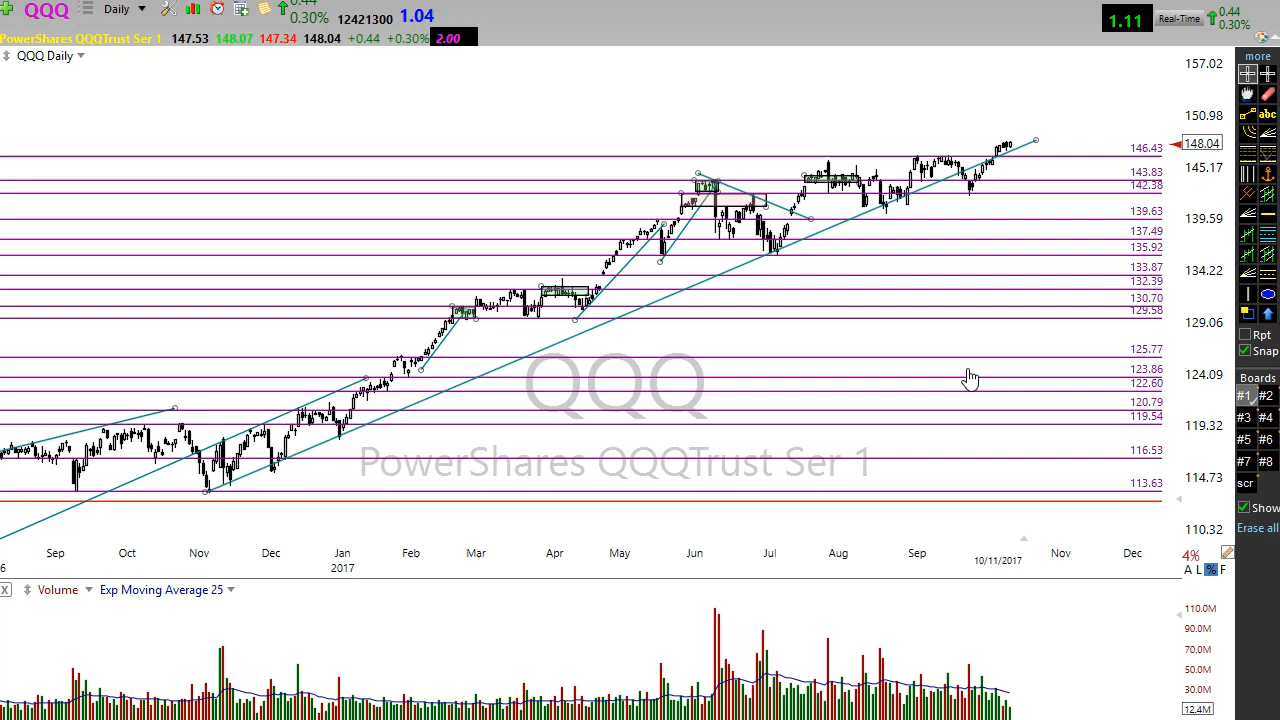 QQQ Daily 0.44 0.30% 12421300 1.04 1.11 Real-Time 0.44 0.30%
PowerShares QQQTrust Ser 1 147.53 148.07 147.34 148.04 +0.44 +0.30% 2.00
QQQ Daily
more
157.02
150.98
148.04
145.17
139.59
134.22
129.06
124.09
119.32
114.73
110.32
146.43
143.83
142.38
139.63
137.49
135.92
133.87
132.39
130.70
129.58
125.77
123.86
122.60
120.79
119.54
116.53
113.63
QQQ
PowerShares QQQTrust Ser 1
abc
Rpt
Snap
Boards
#1 #2
#3 #4
#5 #6
#7 #8
scr
Show
Erase all
Sep Oct Nov Dec Jan Feb Mar Apr May Jun Jul Aug Sep Nov Dec
6 2017 10/11/2017
4%
A L % F
X Volume Exp Moving Average 25
110.0M
90.0M
70.0M
50.0M
30.0M
12.4M